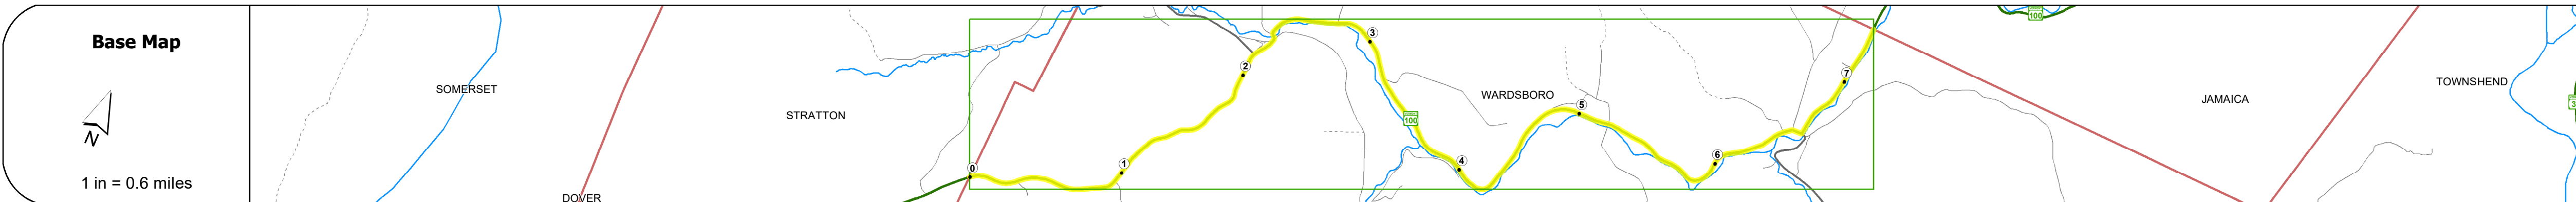 Base Map
N
1 in = 0.6 miles
SOMERSET
DOVER
STRATTON
0
1
2
3
100
4
WARDSBORO
5
6
7
100
JAMAICA
TOWNSHEND
3